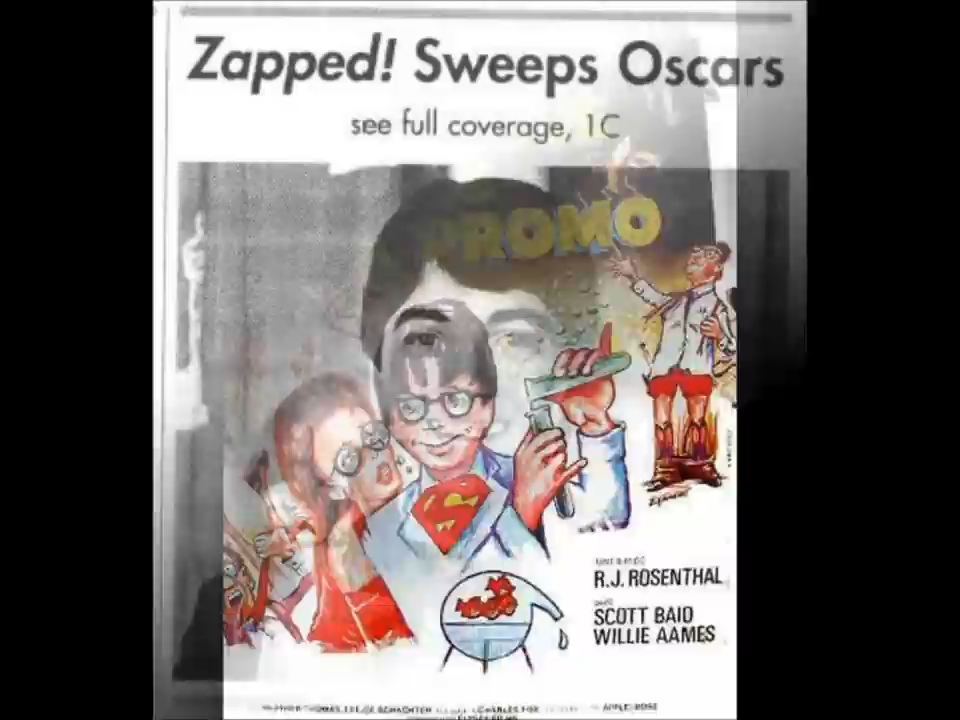 Zapped! Sweeps Oscars
see full coverage, 1C
PROMO
S
R.J. ROSENTHAL
SCOTT BAIO
WILLIE AAMES